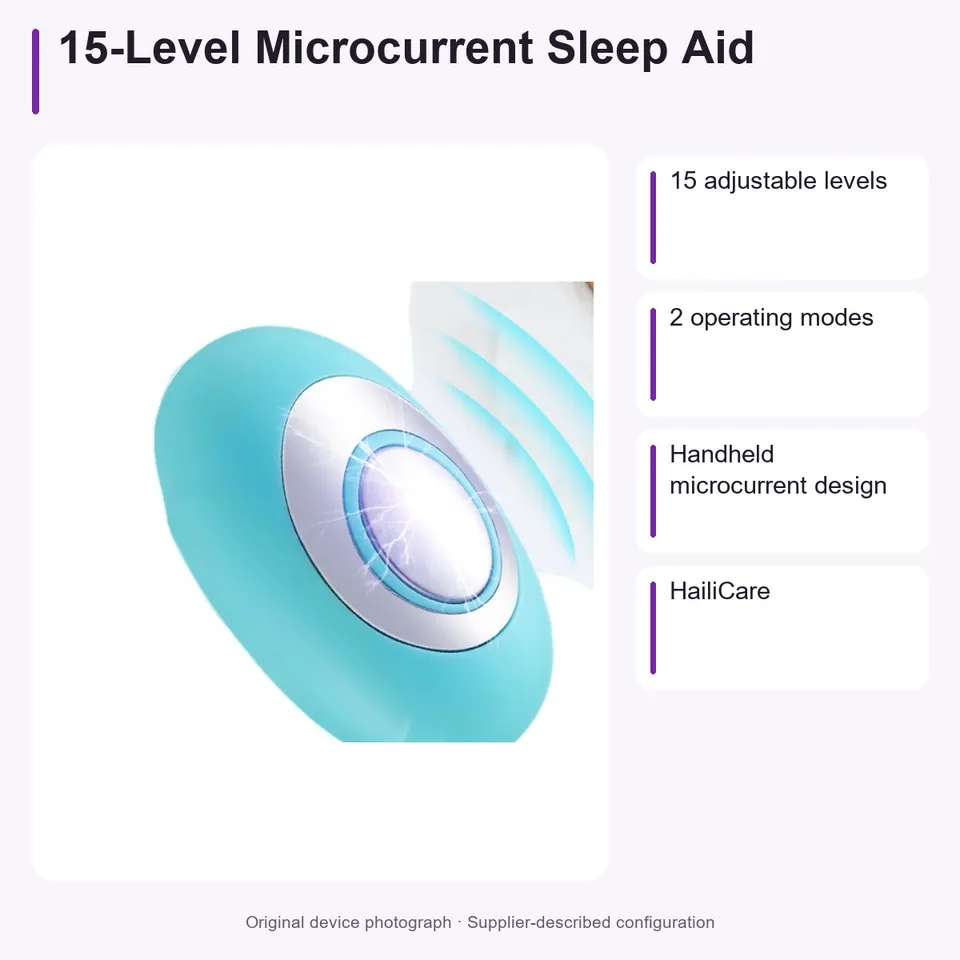 15-Level Microcurrent Sleep Aid
15 adjustable levels
2 operating modes
Handheld
microcurrent design
HailiCare
Original device photograph · Supplier-described configuration